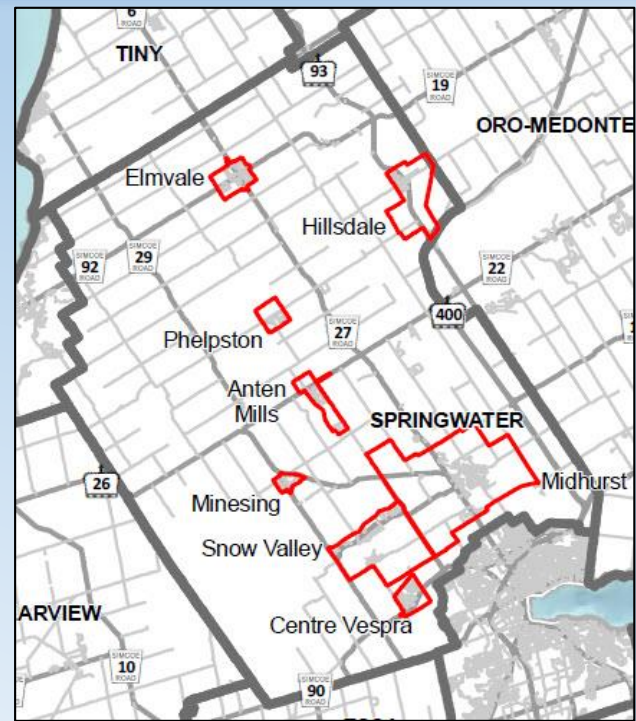 SIMCOE
6
ROAD
TINY
93
SIMCOE
19
ROAD
ORO-MEDONTE
Elmvale
Hillsdale
SIMCOE
92
ROAD
SIMCOE
29
ROAD
SIMCOE
22
ROAD
400
Phelpston
SIMCOE
27
ROAD
Anten
Mills
SPRINGWATER
26
Midhurst
Minesing
Snow Valley
ARVIEW
Centre Vespra
SIMCOE
10
ROAD
SIMCOE
90
ROAD